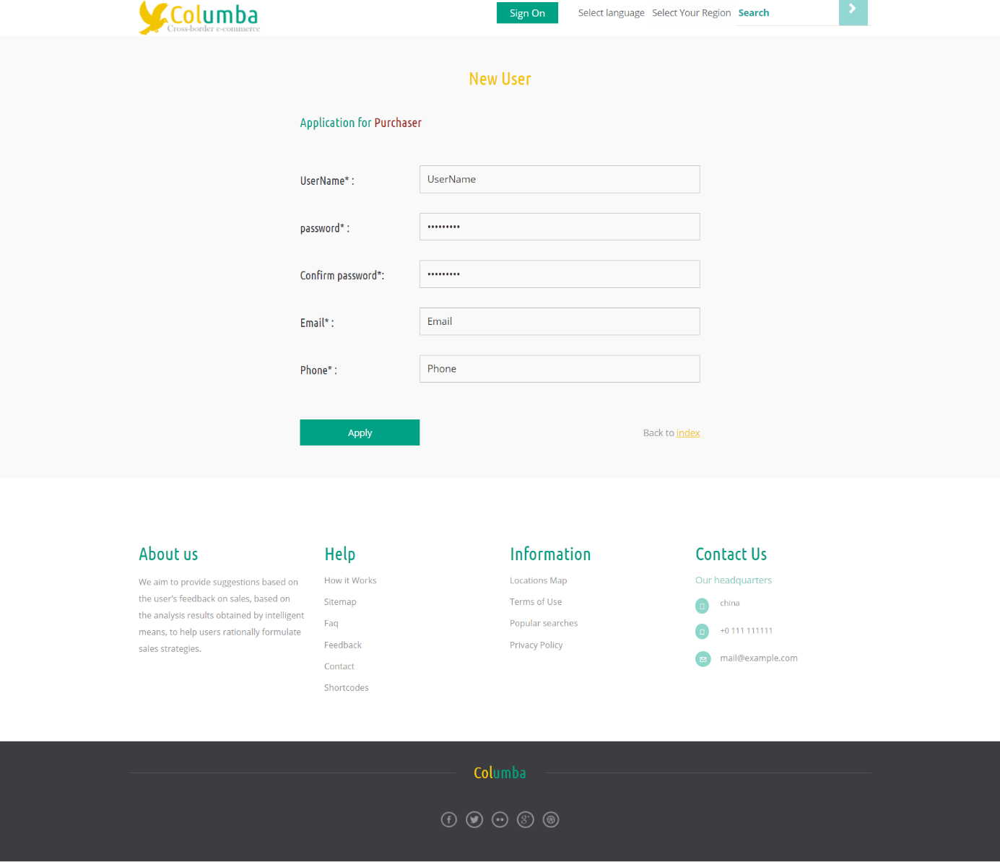 Columba
Cross-border e-commerce
Sign On
Select language
Select Your Region
Search
New User
Application for Purchaser
UserName* :
UserName
password* :
•••••••••
Confirm password*:
•••••••••
Email* :
Email
Phone* :
Phone
Apply
Back to index
About us
We aim to provide suggestions based on
the user's feedback on sales, based on
the analysis results obtained by intelligent
means, to help users rationally formulate
sales strategies.
Help
How it Works
Sitemap
Faq
Feedback
Contact
Shortcodes
Information
Locations Map
Terms of Use
Popular searches
Privacy Policy
Contact Us
Our headquarters
china
+0 111 111111
mail@example.com
Columba